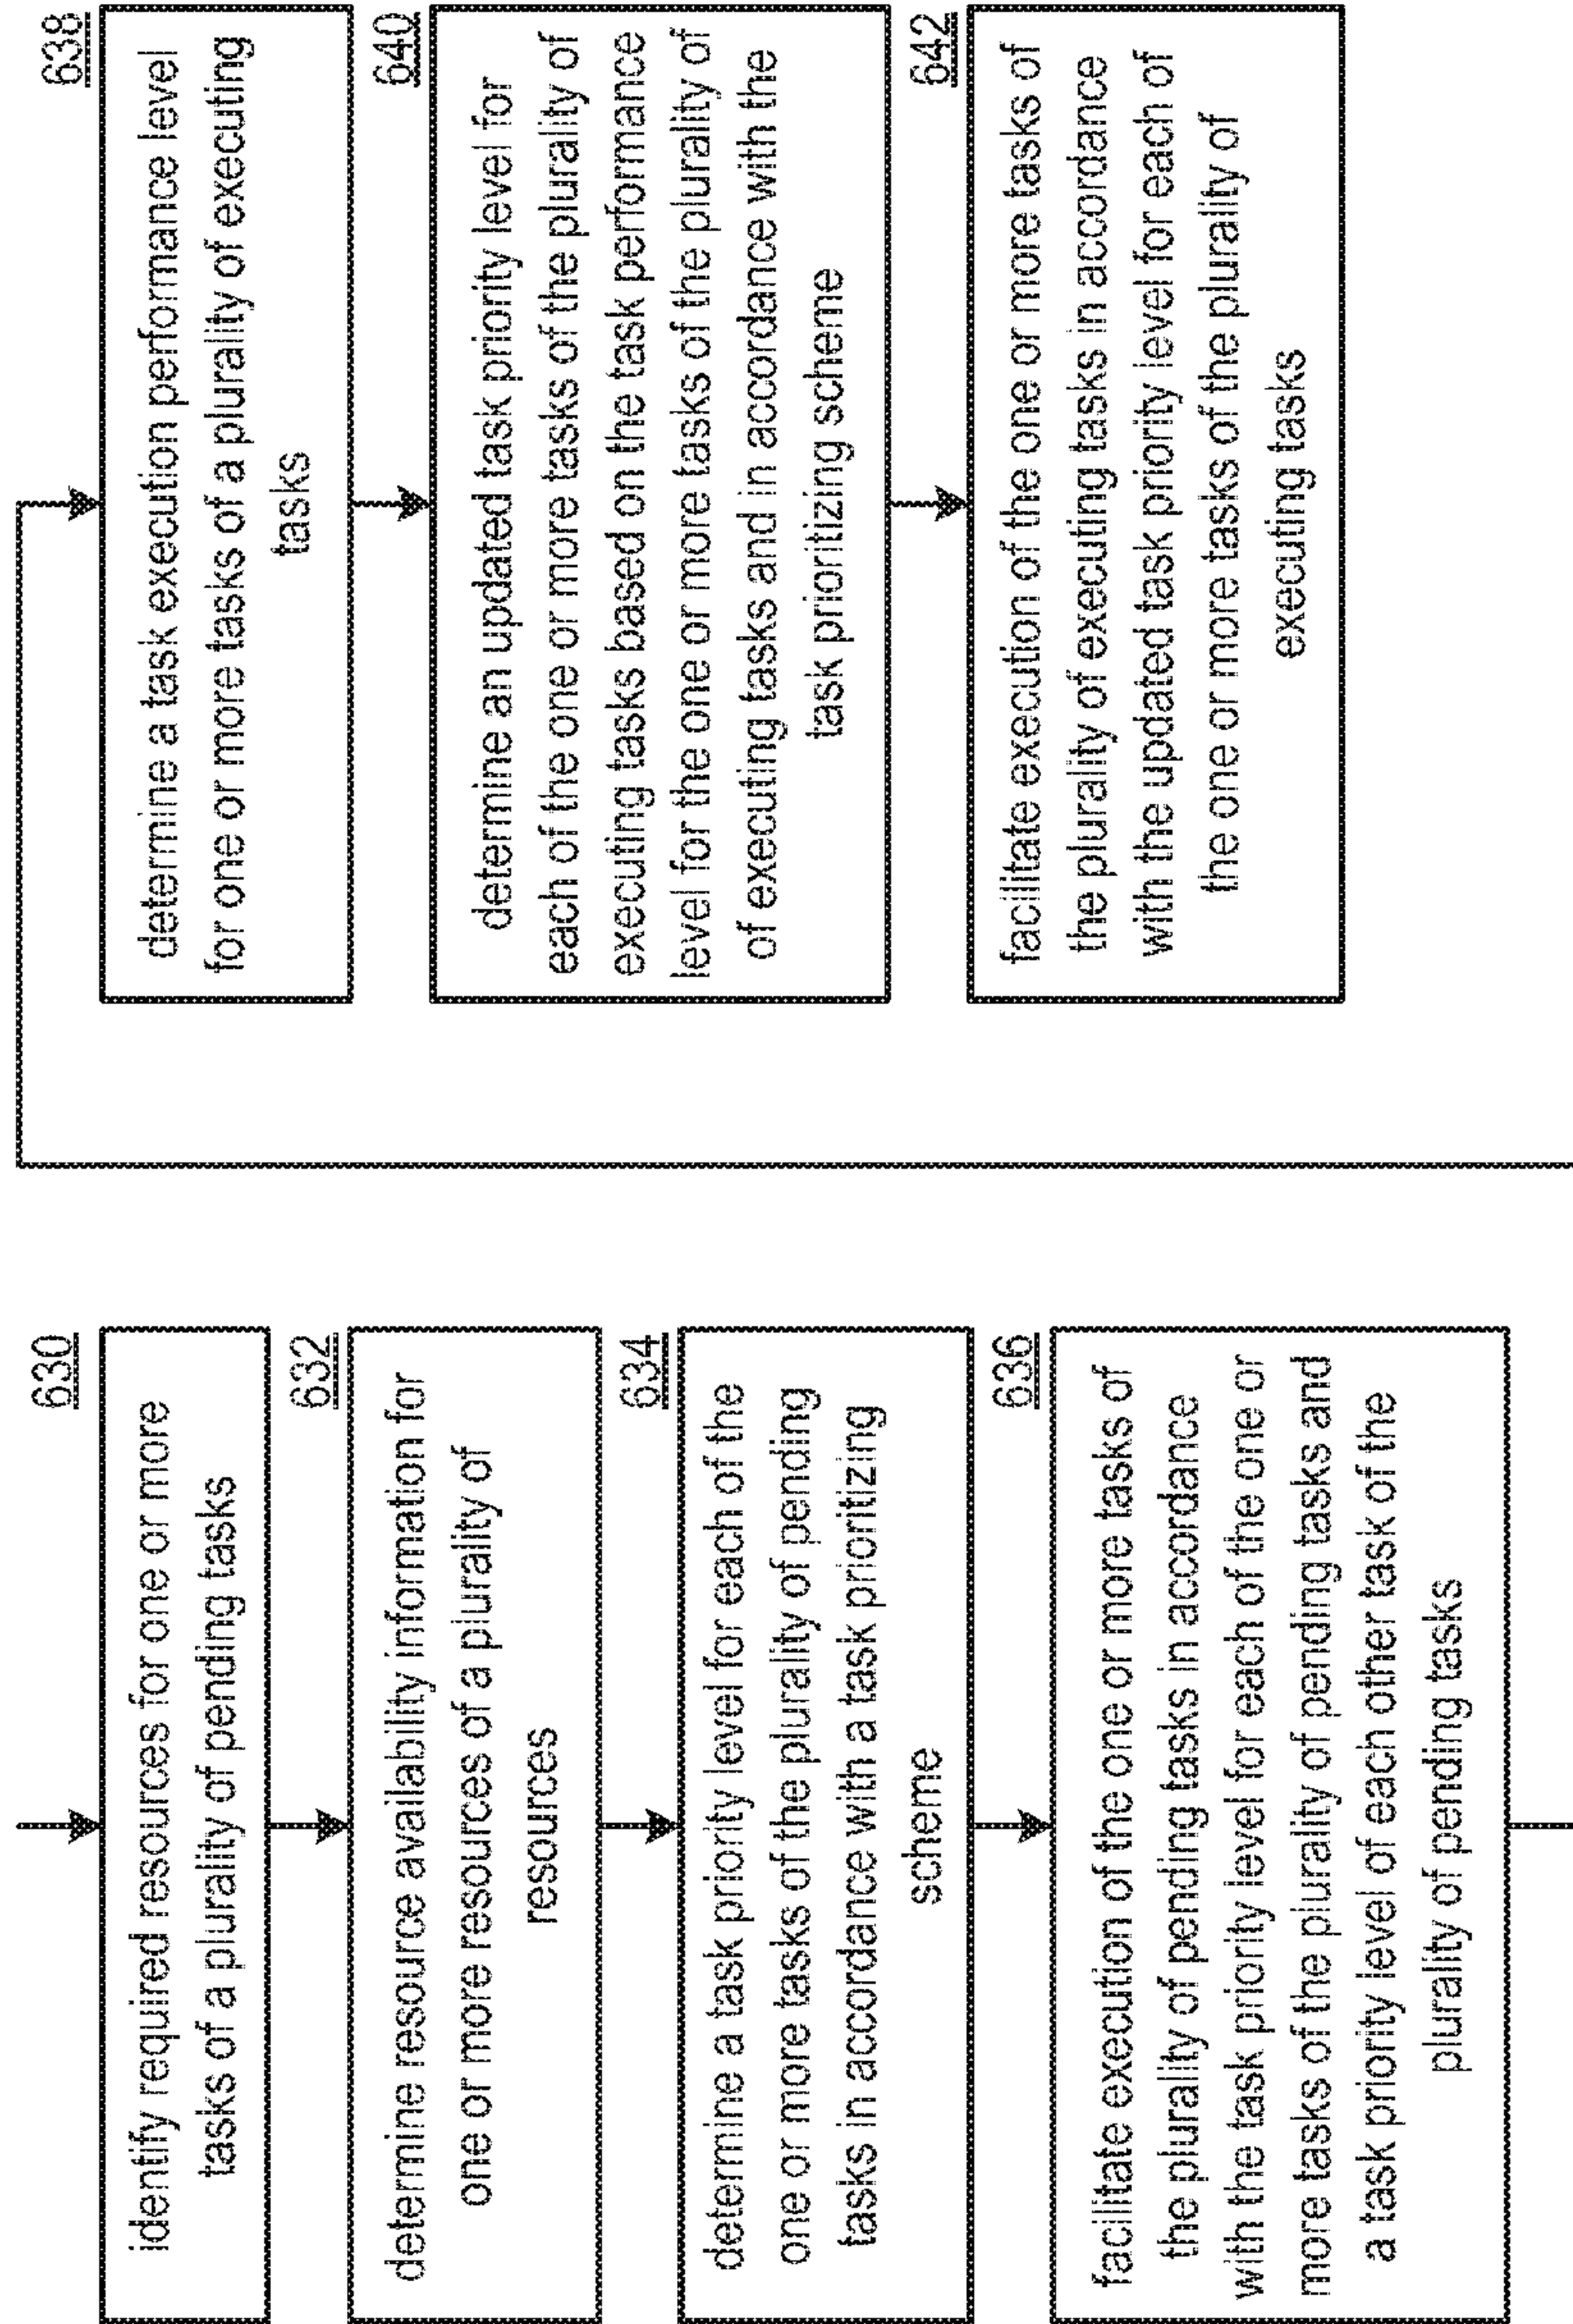 630
identify required resources for one or more
tasks of a plurality of pending tasks
632
determine resource availability information for
one or more resources of a plurality of
resources
634
determine a task priority level for each of the
one or more tasks of the plurality of pending
tasks in accordance with a task prioritizing
scheme
636
facilitate execution of the one or more tasks of
the plurality of pending tasks in accordance
with the task priority level for each of the one or
more tasks of the plurality of pending tasks and
a task priority level of each other task of the
plurality of pending tasks
638
determine a task execution performance level
for one or more tasks of a plurality of executing
tasks
640
determine an updated task priority level for
each of the one or more tasks of the plurality of
executing tasks based on the task performance
level for the one or more tasks of the plurality of
of executing tasks and in accordance with the
task prioritizing scheme
642
facilitate execution of the one or more tasks of
the plurality of executing tasks in accordance
with the updated task priority level for each of
the one or more tasks of the plurality of
executing tasks